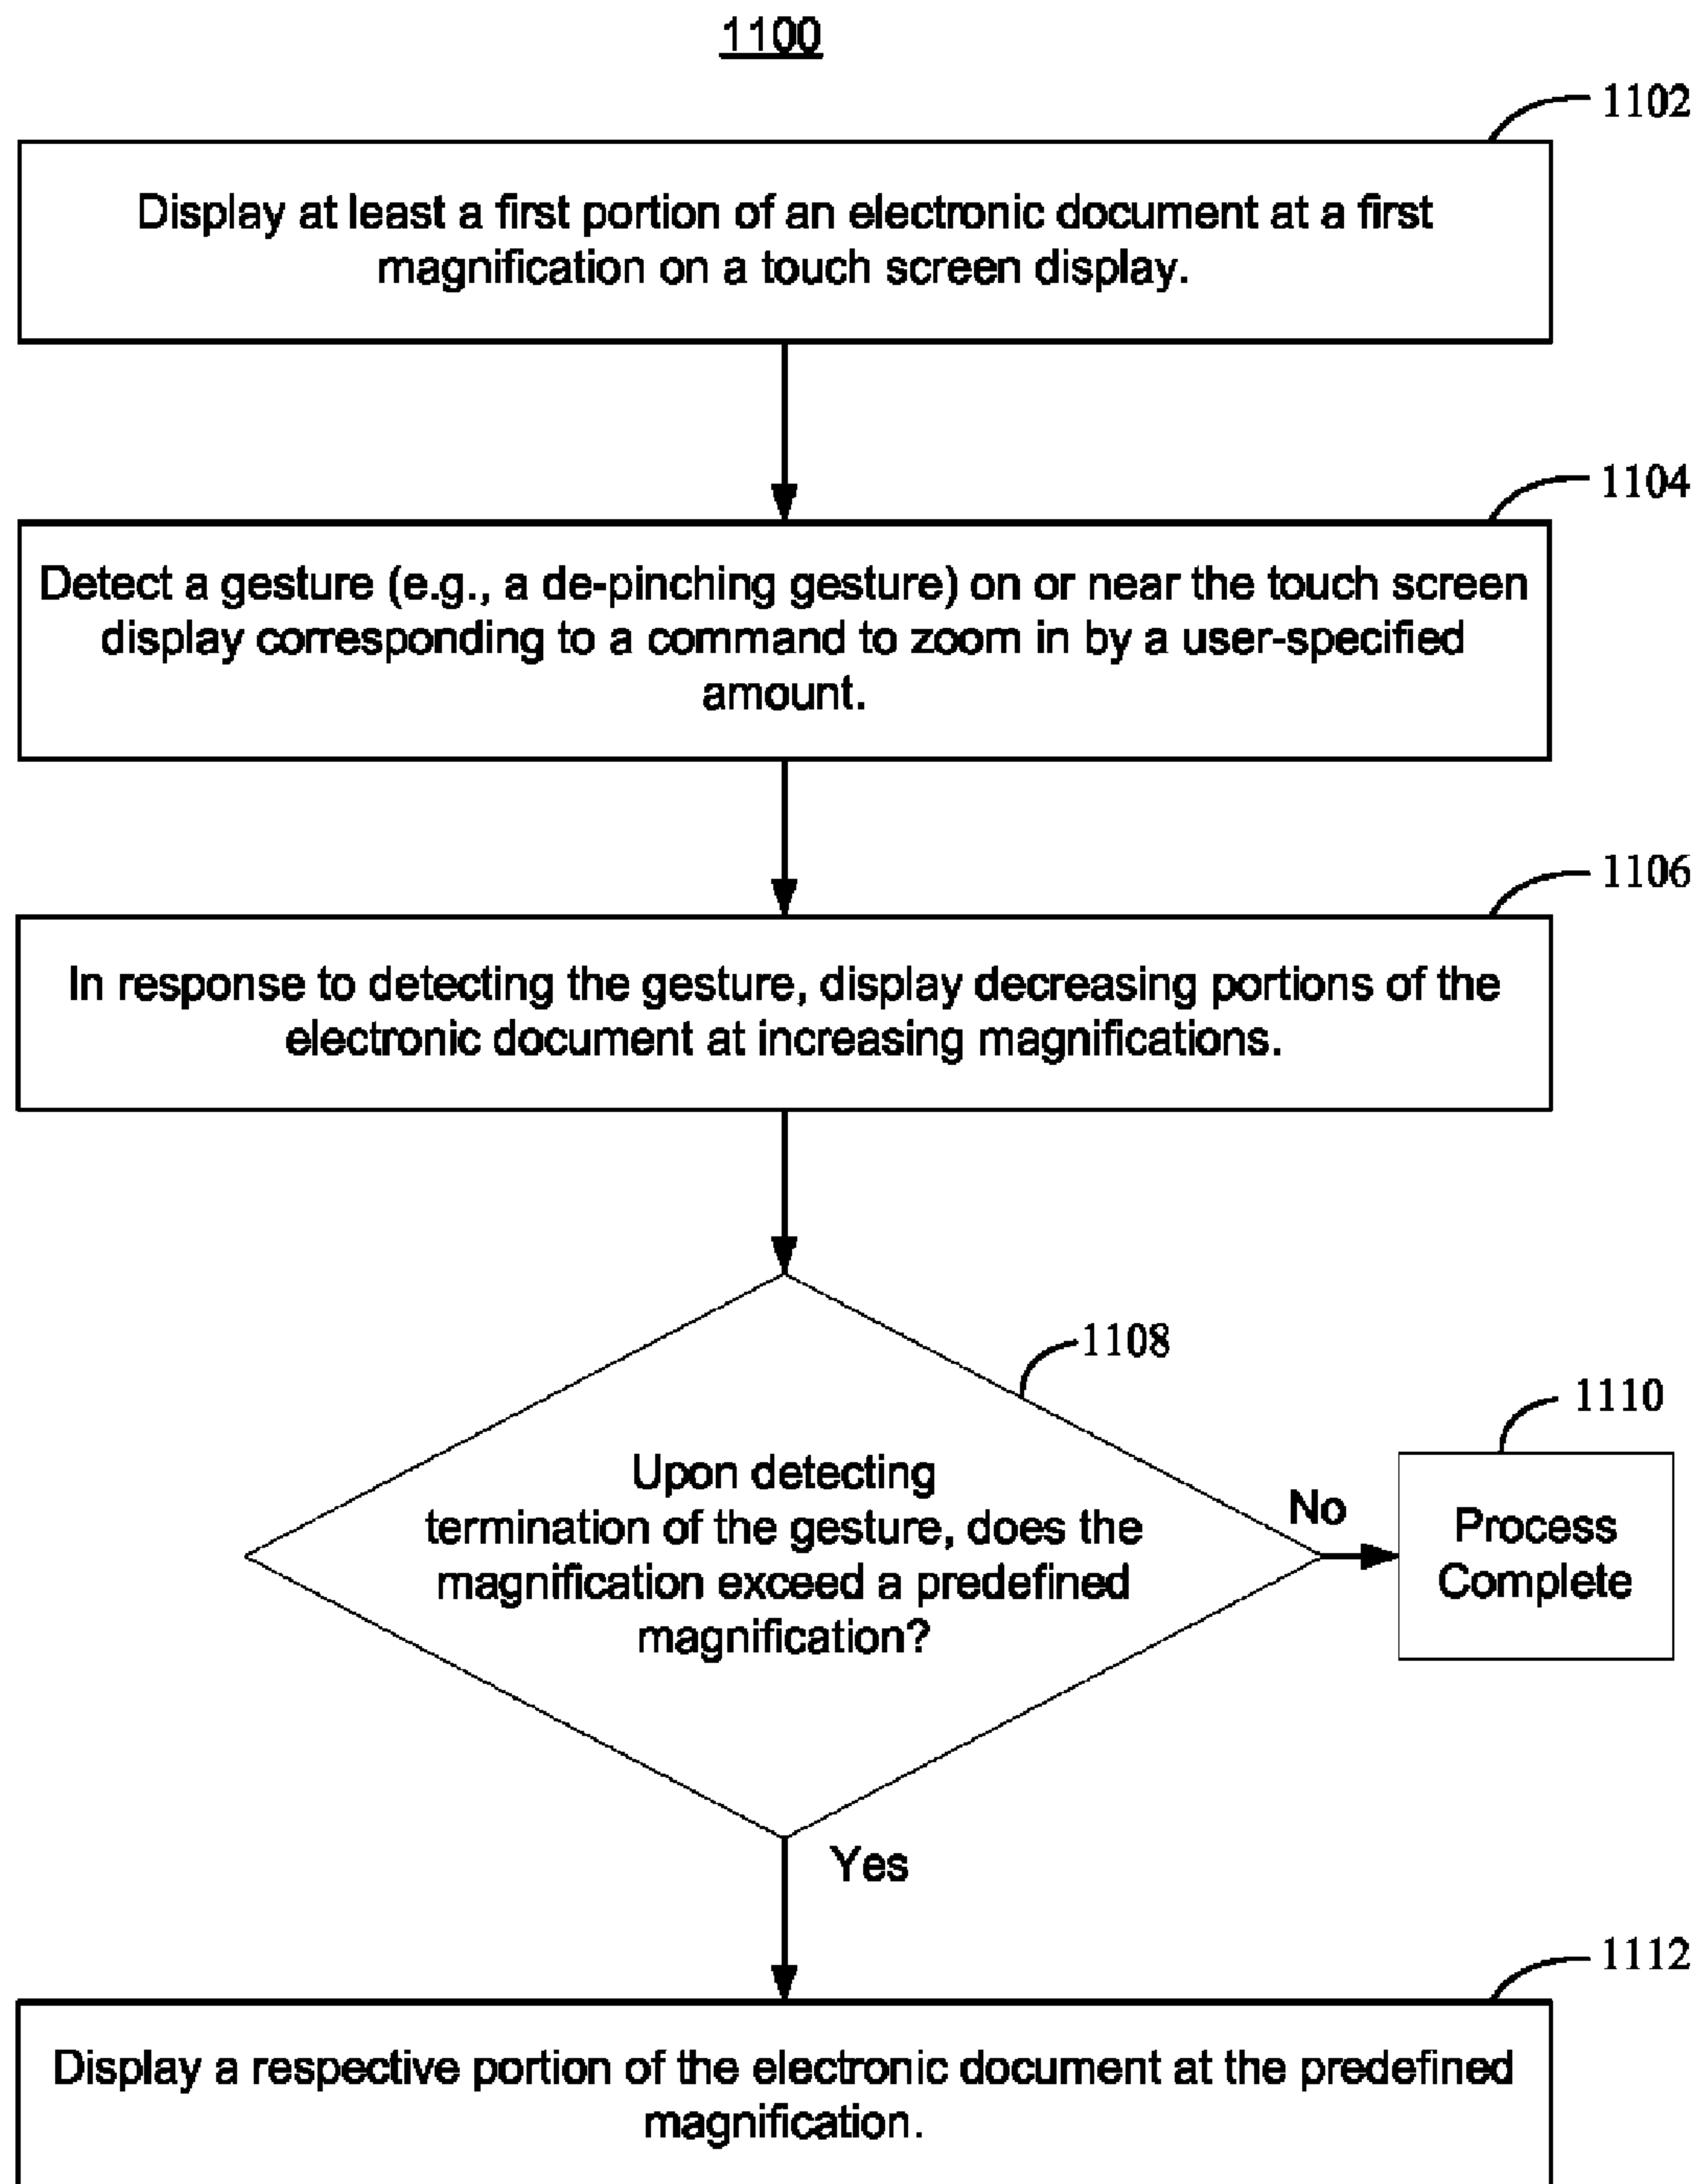 1100
1102
Display at least a first portion of an electronic document at a first
magnification on a touch screen display.
1104
Detect a gesture (e.g., a de-pinching gesture) on or near the touch screen
display corresponding to a command to zoom in by a user-specified
amount.
1106
In response to detecting the gesture, display decreasing portions of the
electronic document at increasing magnifications.
1108
Upon detecting
termination of the gesture, does the
magnification exceed a predefined
magnification?
No
1110
Process
Complete
Yes
1112
Display a respective portion of the electronic document at the predefined
magnification.